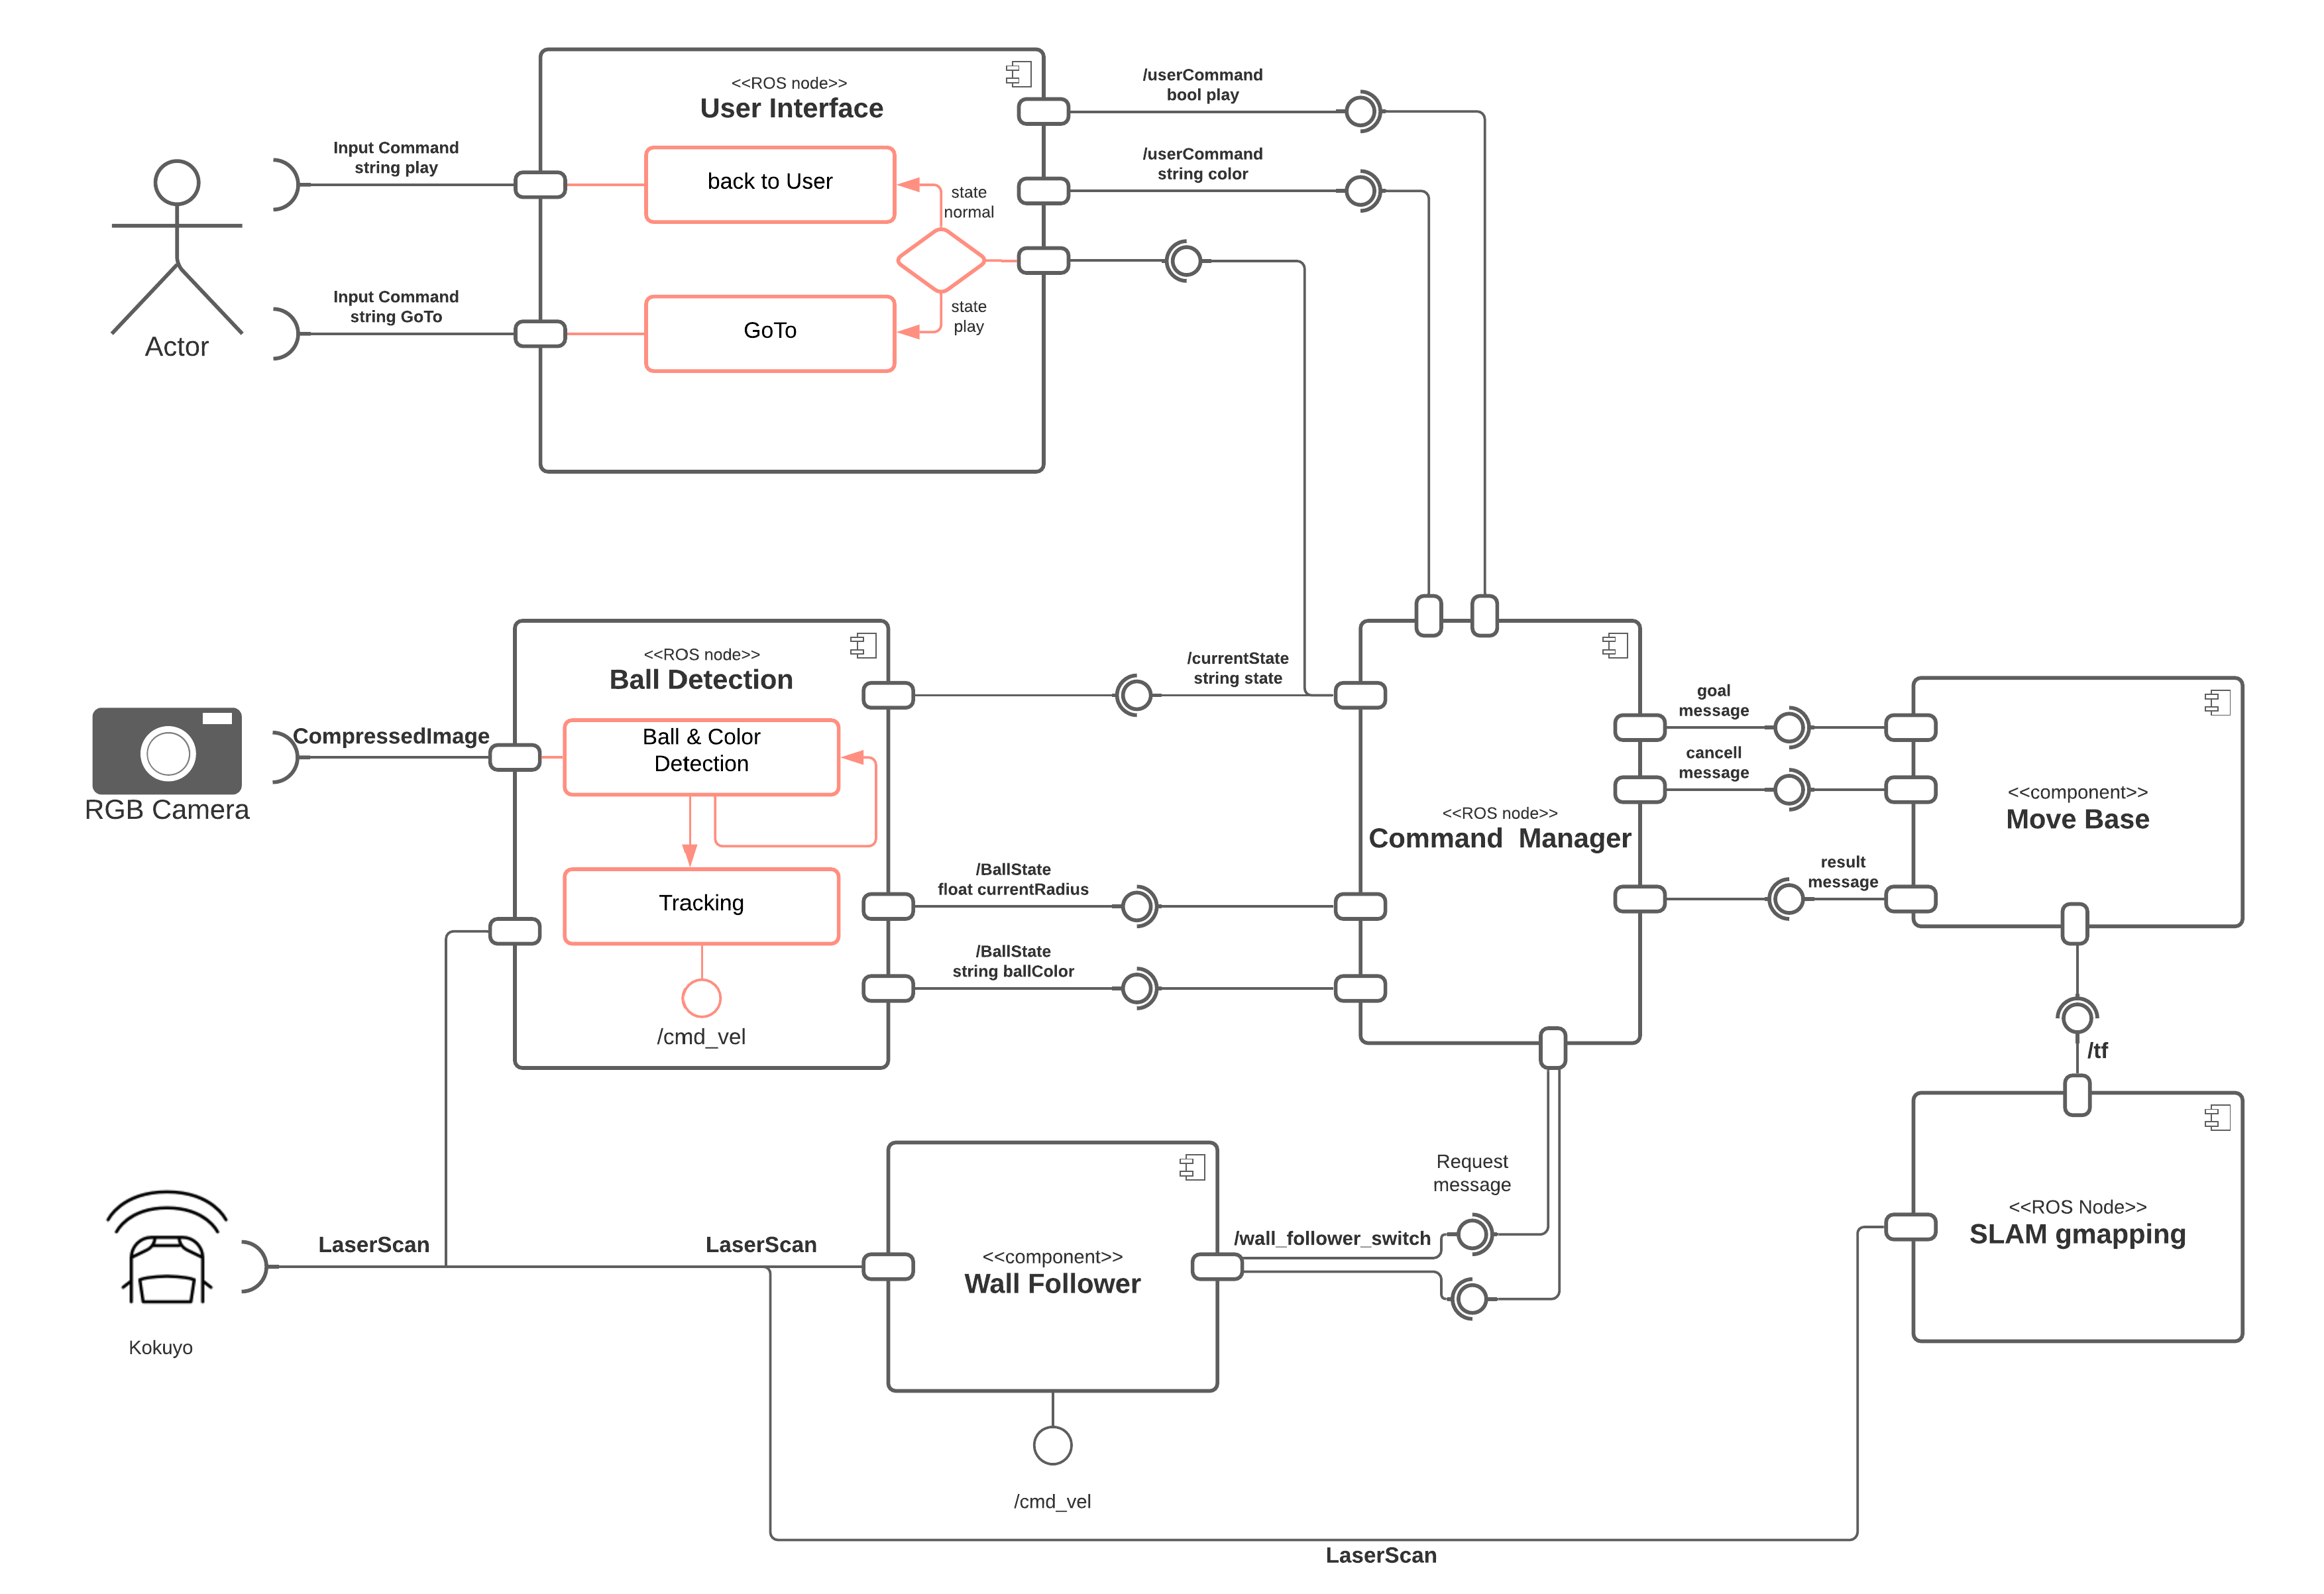 <<ROS node>>
User Interface
Input Command
string play
back to User
state
normal
Input Command
string GoTo
GoTo
state
play
Actor
/userCommand
bool play
/userCommand
string color
<<ROS node>>
Ball Detection
CompressedImage
RGB Camera
Ball & Color
Detection
Tracking
/cmd_vel
/currentState
string state
/BallState
float currentRadius
/BallState
string ballColor
<<ROS node>>
Command  Manager
goal
message
cancell
message
result
message
<<component>>
Move Base
/tf
<<ROS Node>>
SLAM gmapping
Request
message
/wall_follower_switch
<<component>>
Wall Follower
/cmd_vel
LaserScan
LaserScan
Kokuyo
LaserScan